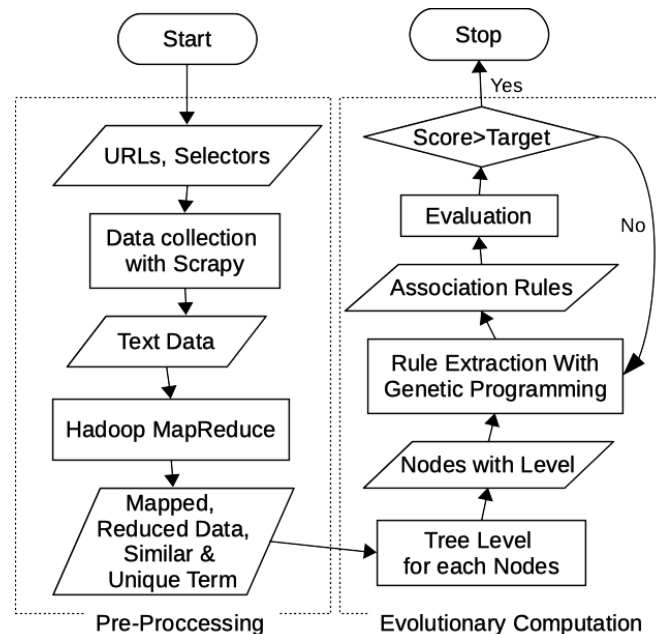 Start
URLs, Selectors
Data collection
with Scrapy
Text Data
Hadoop MapReduce
Mapped,
Reduced Data,
Similar &
Unique Term
Pre-Proccessing
Stop
Yes
Score>Target
No
Evaluation
Association Rules
Rule Extraction With
Genetic Programming
Nodes with Level
Tree Level
for each Nodes
Evolutionary Computation